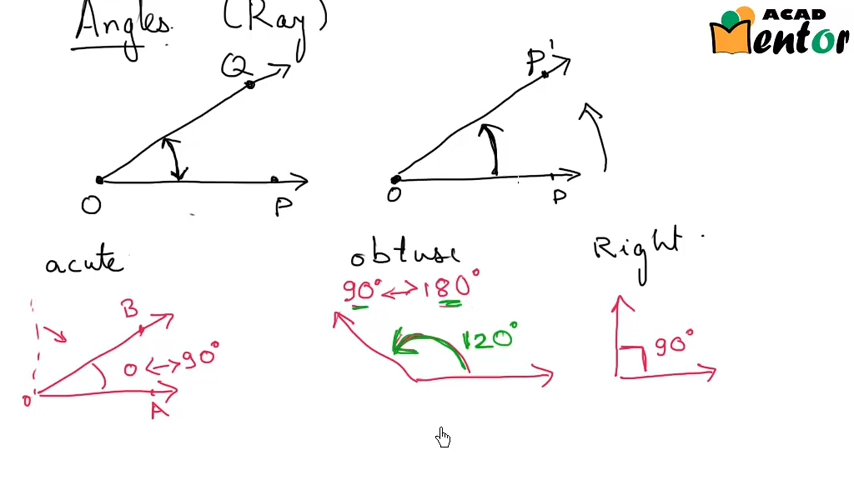 Angles. (Ray)
ACAD
Mentor
Q
O
P
P'
O
P
acute
B
0 <-> 90°
O
A
obtuse
90° <-> 180°
120°
Right
90°